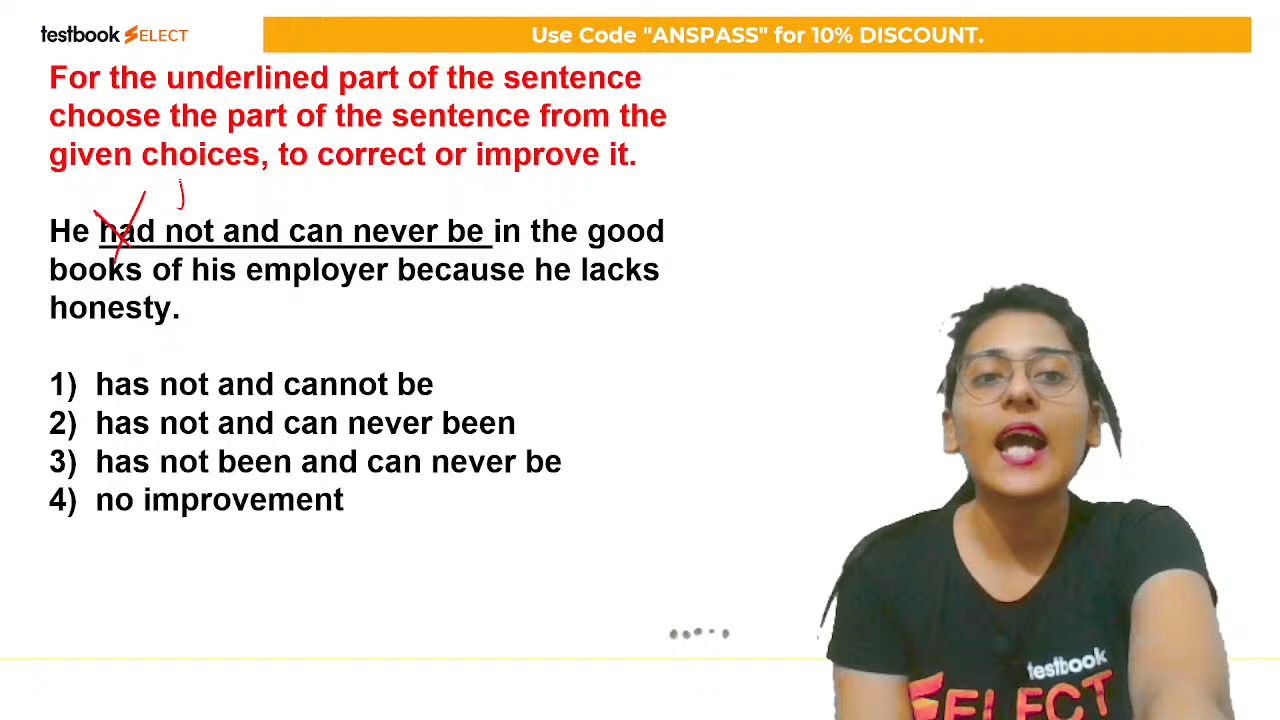 testbook SELECT
Use Code "ANSPASS" for 10% DISCOUNT.
For the underlined part of the sentence
choose the part of the sentence from the
given choices, to correct or improve it.
He had not and can never be in the good
books of his employer because he lacks
honesty.
1) has not and cannot be
2) has not and can never been
3) has not been and can never be
4) no improvement
testbook
SELECT